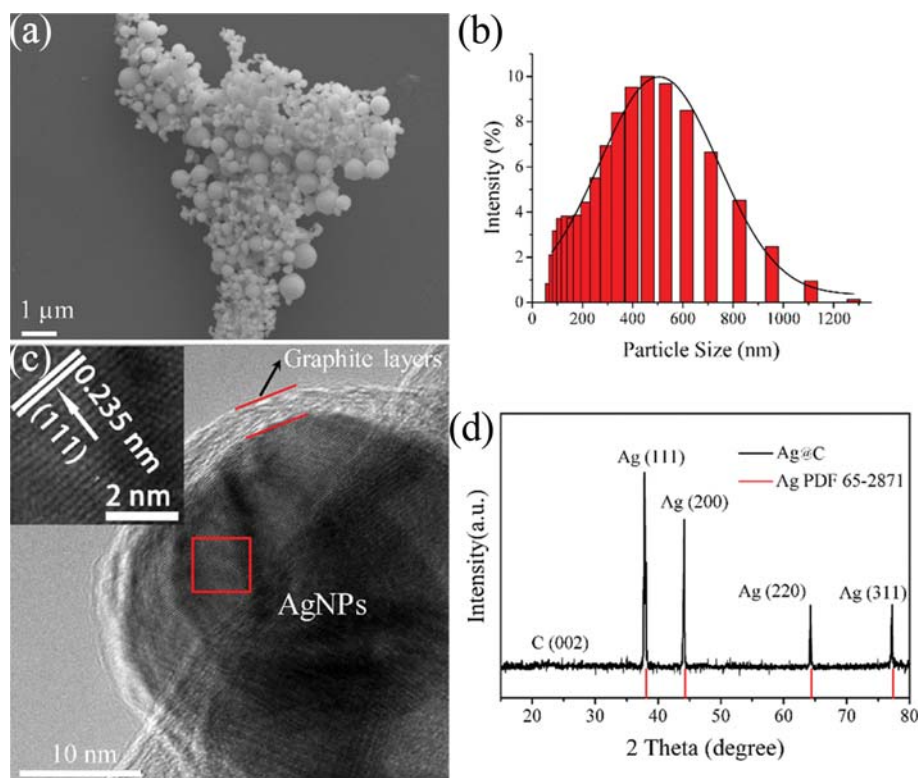 (a)
1 μm
(b)
10
8
6
4
2
0
Intensity (%)
0 200 400 600 800 1000 1200
Particle Size (nm)
(c)
Graphite layers
0.235 nm
(111)
2 nm
AgNPs
10 nm
(d)
Ag@C
Ag PDF 65-2871
Ag (111)
Ag (200)
Ag (220)
Ag (311)
C (002)
Intensity(a.u.)
20 30 40 50 60 70 80
2 Theta (degree)